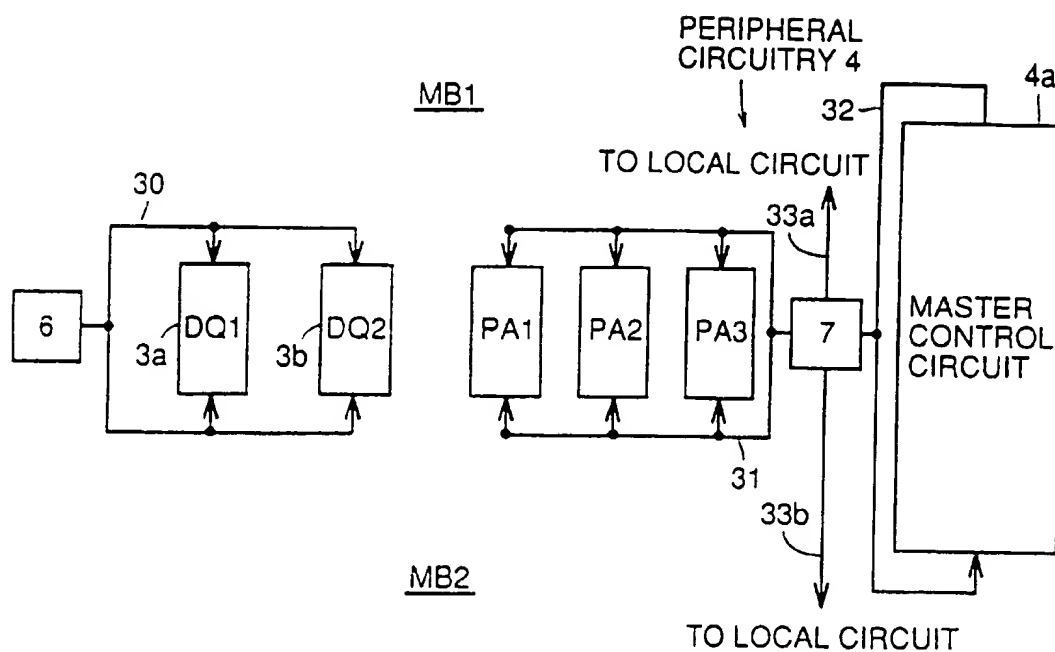 PERIPHERAL
CIRCUITRY 4
MB1
32
4a
TO LOCAL CIRCUIT
30
33a
6
3a
DQ1
3b
DQ2
PA1
PA2
PA3
7
MASTER
CONTROL
CIRCUIT
31
33b
MB2
TO LOCAL CIRCUIT